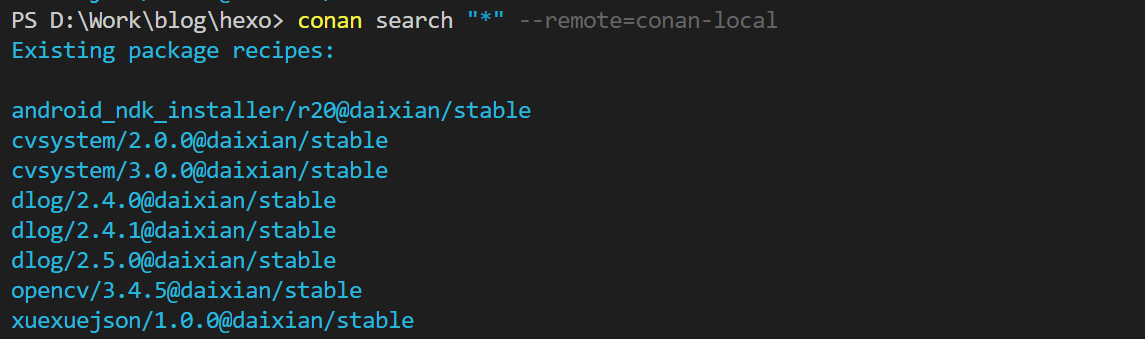 PS D:\Work\blog\hexo> conan search "*" --remote=conan-local
Existing package recipes:
android_ndk_installer/r20@daixian/stable
cvsystem/2.0.0@daixian/stable
cvsystem/3.0.0@daixian/stable
dlog/2.4.0@daixian/stable
dlog/2.4.1@daixian/stable
dlog/2.5.0@daixian/stable
opencv/3.4.5@daixian/stable
xuexuejson/1.0.0@daixian/stable